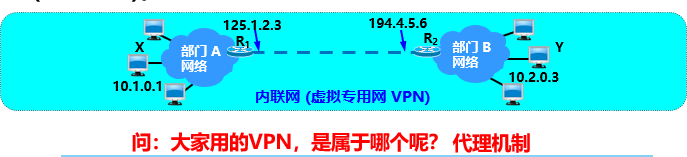 125.1.2.3
194.4.5.6
X
部门 A
网络
R1
R2
部门 B
网络
Y
10.1.0.1
10.2.0.3
内联网 (虚拟专用网 VPN)
问：大家用的VPN，是属于哪个呢？ 代理机制